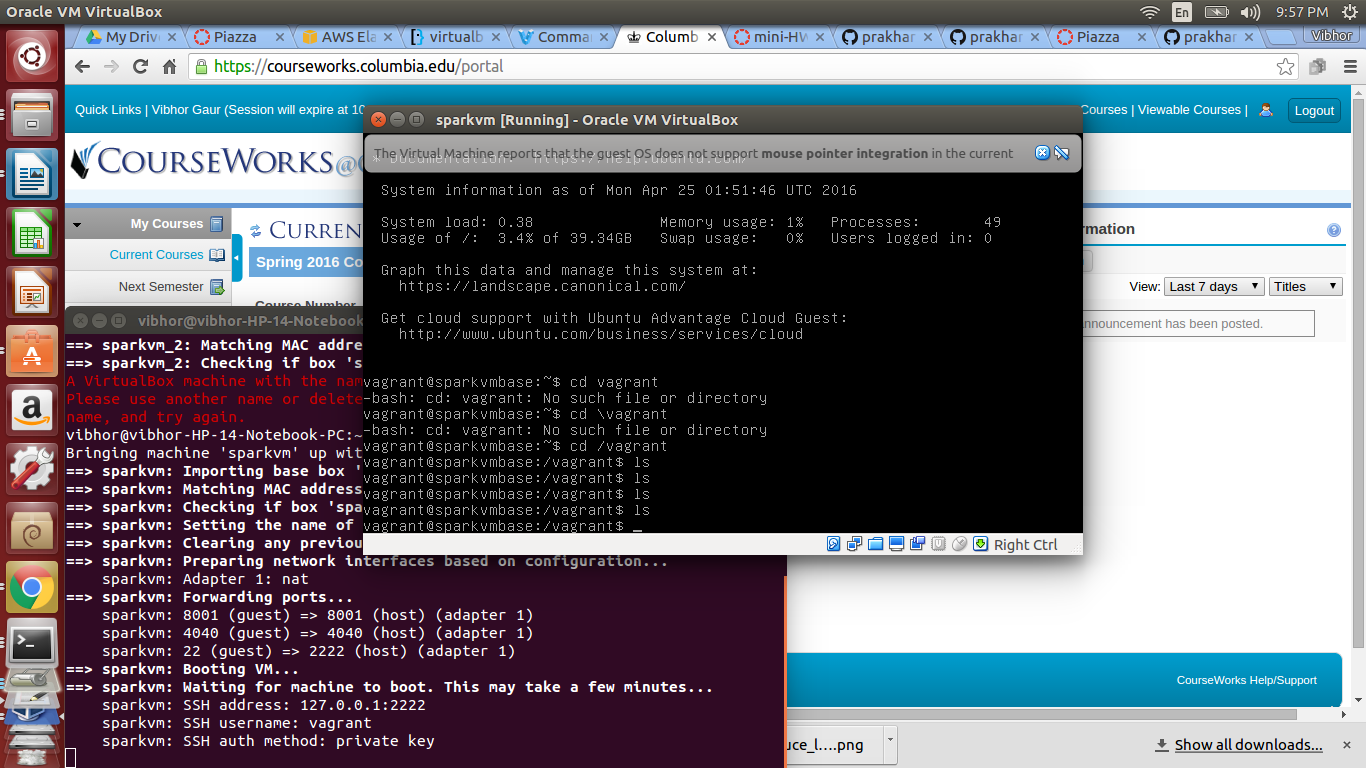 Oracle VM VirtualBox
En
9:57 PM
My Driv
Piazza
AWS Ela
virtualb
Comma
Columb
mini-HW
prakhar
prakhar
Piazza
prakhar
Vibhor
https://courseworks.columbia.edu/portal
Quick Links | Vibhor Gaur (Session will expire at 10
Courses | Viewable Courses |
Logout
COURSEWORKS@
My Courses
Current Courses
Next Semester
CURREN
Spring 2016 Co
Course Number
rmation
View: Last 7 days Titles
nnouncement has been posted.
sparkvm [Running] - Oracle VM VirtualBox
The Virtual Machine reports that the guest OS does not support mouse pointer integration in the current
* Documentation: https://help.ubuntu.com/
System information as of Mon Apr 25 01:51:46 UTC 2016
System load: 0.38 Memory usage: 1% Processes: 49
Usage of /: 3.4% of 39.34GB Swap usage: 0% Users logged in: 0
Graph this data and manage this system at:
https://landscape.canonical.com/
Get cloud support with Ubuntu Advantage Cloud Guest:
http://www.ubuntu.com/business/services/cloud
vagrant@sparkvmbase:~$ cd vagrant
-bash: cd: vagrant: No such file or directory
vagrant@sparkvmbase:~$ cd \vagrant
-bash: cd: vagrant: No such file or directory
vagrant@sparkvmbase:~$ cd /vagrant
vagrant@sparkvmbase:/vagrant$ ls
vagrant@sparkvmbase:/vagrant$ ls
vagrant@sparkvmbase:/vagrant$ ls
vagrant@sparkvmbase:/vagrant$ ls
vagrant@sparkvmbase:/vagrant$ _
Right Ctrl
vibhor@vibhor-HP-14-Notebook
==> sparkvm_2: Matching MAC addre
==> sparkvm_2: Checking if box 's
A VirtualBox machine with the nam
Please use another name or delete
name, and try again.
vibhor@vibhor-HP-14-Notebook-PC:~
Bringing machine 'sparkvm' up wit
==> sparkvm: Importing base box '
==> sparkvm: Matching MAC address
==> sparkvm: Checking if box 'spa
==> sparkvm: Setting the name of
==> sparkvm: Clearing any previou
==> sparkvm: Preparing network interfaces based on configuration...
sparkvm: Adapter 1: nat
==> sparkvm: Forwarding ports...
sparkvm: 8001 (guest) => 8001 (host) (adapter 1)
sparkvm: 4040 (guest) => 4040 (host) (adapter 1)
sparkvm: 22 (guest) => 2222 (host) (adapter 1)
==> sparkvm: Booting VM...
==> sparkvm: Waiting for machine to boot. This may take a few minutes...
sparkvm: SSH address: 127.0.0.1:2222
sparkvm: SSH username: vagrant
sparkvm: SSH auth method: private key
CourseWorks Help/Support
uce_l....png
Show all downloads...